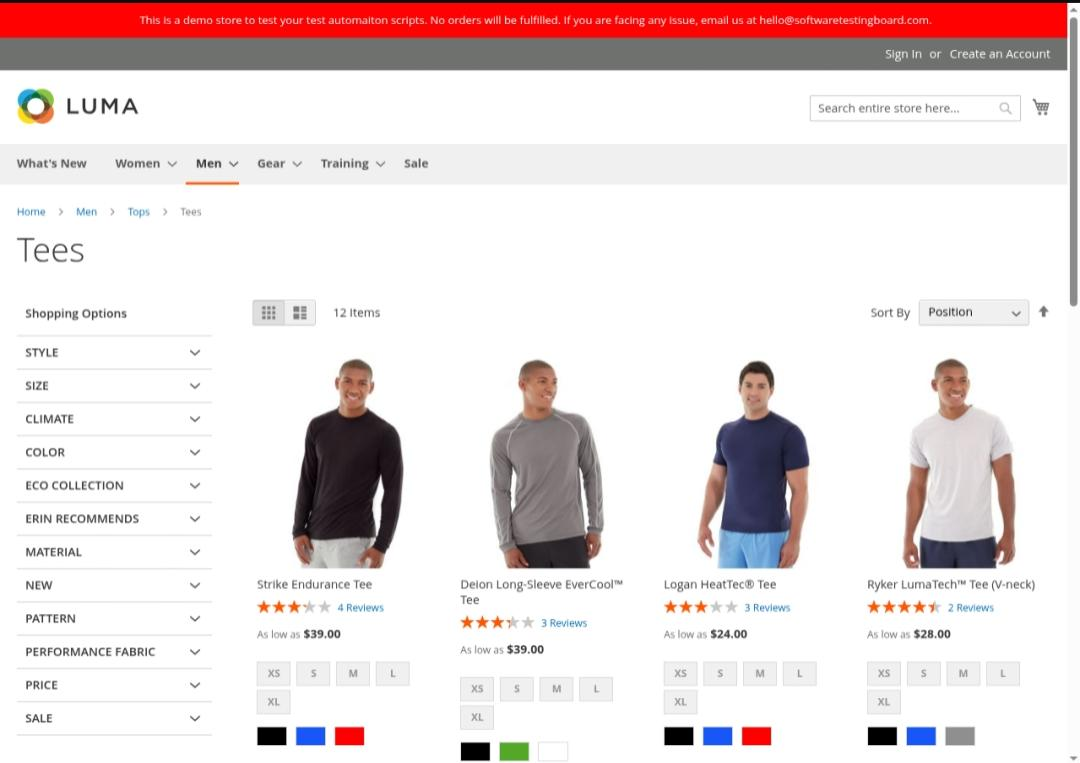 This is a demo store to test your test automaiton scripts. No orders will be fulfilled. If you are facing any issue, email us at hello@softwaretestingboard.com.
Sign In or Create an Account
LUMA
Search entire store here...
What's New Women Men Gear Training Sale
Home > Men > Tops > Tees
Tees
Shopping Options
12 Items
Sort By Position
STYLE
SIZE
CLIMATE
COLOR
ECO COLLECTION
ERIN RECOMMENDS
MATERIAL
NEW
PATTERN
PERFORMANCE FABRIC
PRICE
SALE
Strike Endurance Tee
4 Reviews
As low as $39.00
XS S M L
XL
Deion Long-Sleeve EverCool™
Tee
3 Reviews
As low as $39.00
XS S M L
XL
Logan HeatTec® Tee
3 Reviews
As low as $24.00
XS S M L
XL
Ryker LumaTech™ Tee (V-neck)
2 Reviews
As low as $28.00
XS S M L
XL